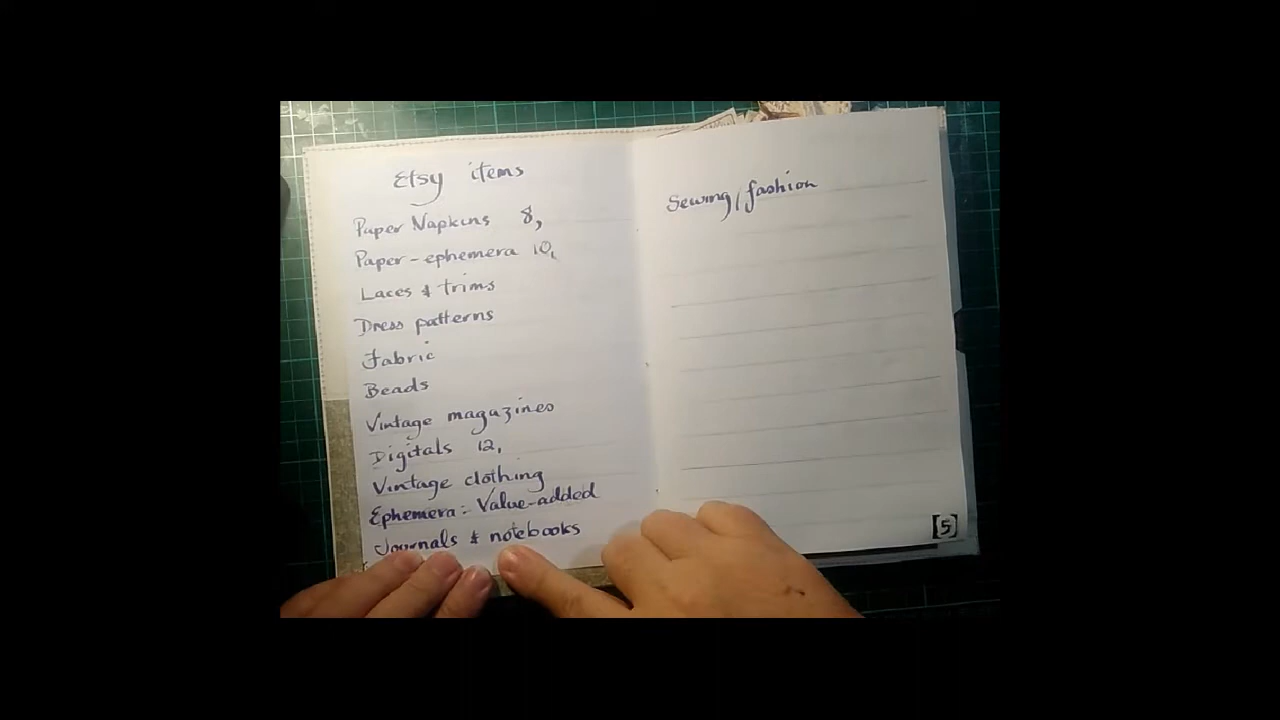 Etsy items
Paper Napkins 8,
Paper-ephemera 10,
Laces & trims
Dress patterns
Fabric
Beads
Vintage magazines
Digitals 12,
Vintage clothing
Ephemera:- Value-added
Journals & notebooks
Sewing, fashion
[5]